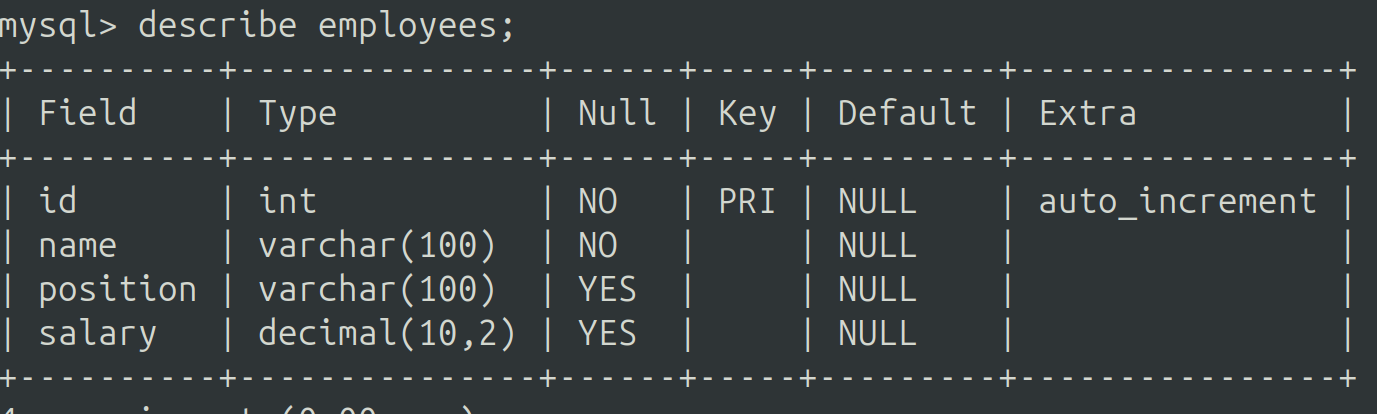 mysql> describe employees;
+----------+--------------+------+-----+---------+----------------+
| Field    | Type         | Null | Key | Default | Extra          |
+----------+--------------+------+-----+---------+----------------+
| id       | int          | NO   | PRI | NULL    | auto_increment |
| name     | varchar(100) | NO   |     | NULL    |                |
| position | varchar(100) | YES  |     | NULL    |                |
| salary   | decimal(10,2) | YES  |     | NULL    |                |
+----------+--------------+------+-----+---------+----------------+